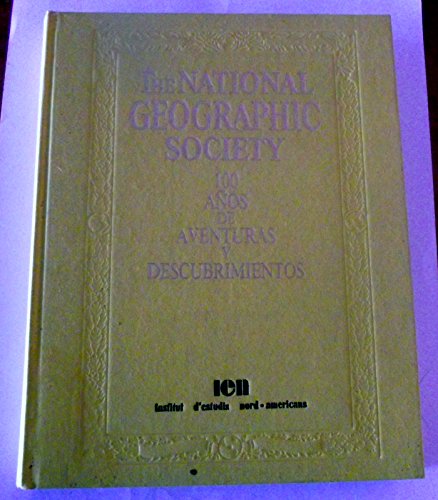 THE NATIONAL
GEOGRAPHIC
SOCIETY
100
AÑOS
DE
AVENTURAS
Y
DESCUBRIMIENTOS
ien
institut d'estudis nord-americans